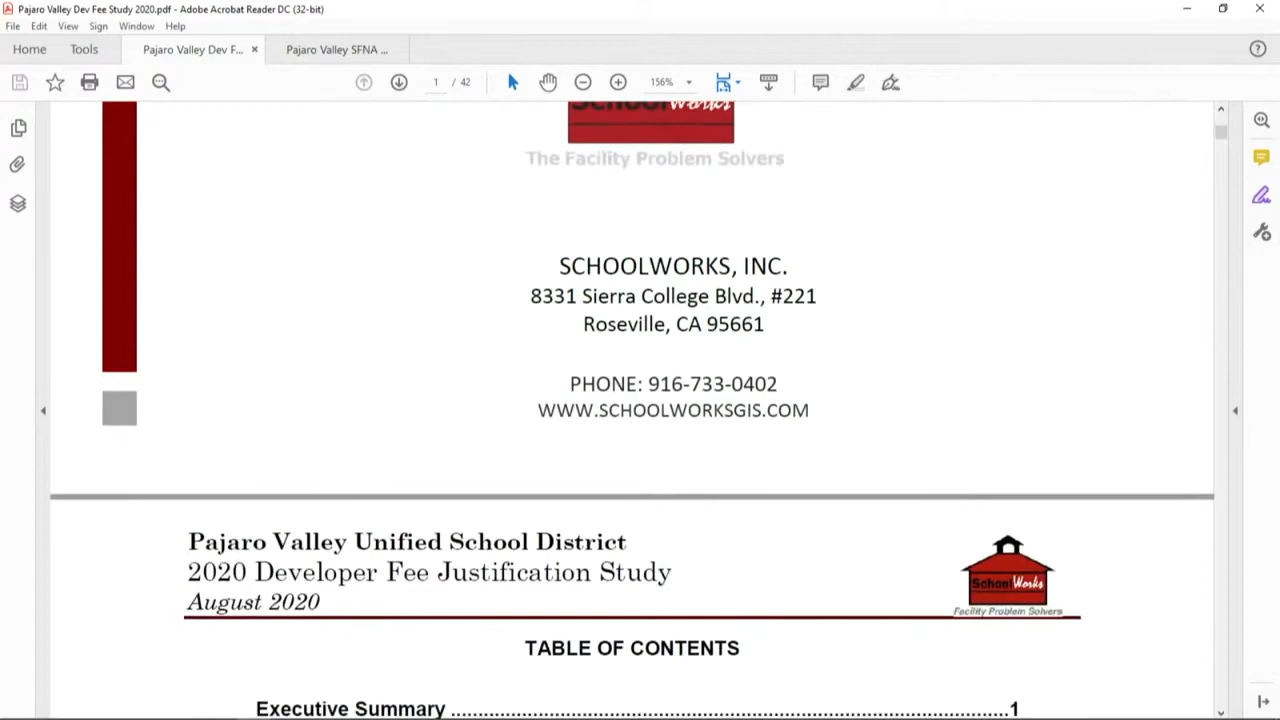 Pajaro Valley Dev Fee Study 2020.pdf - Adobe Acrobat Reader DC (32-bit)
File Edit View Sign Window Help
Home Tools Pajaro Valley Dev F... × Pajaro Valley SFNA ...
1 / 42 156%
SchoolWorks
The Facility Problem Solvers
SCHOOLWORKS, INC.
8331 Sierra College Blvd., #221
Roseville, CA 95661
PHONE: 916-733-0402
WWW.SCHOOLWORKSGIS.COM
Pajaro Valley Unified School District
2020 Developer Fee Justification Study
August 2020
SchoolWorks
Facility Problem Solvers
TABLE OF CONTENTS
Executive Summary ........................................................................................1